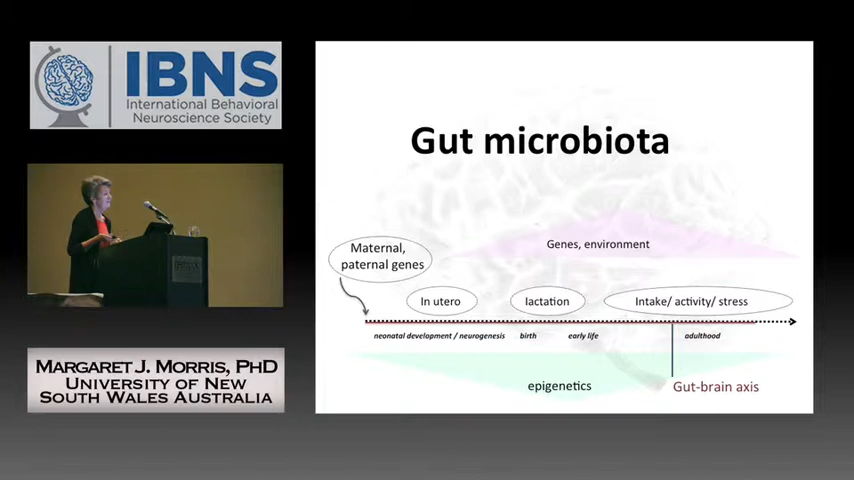 IBNS
International Behavioral
Neuroscience Society
MARGARET J. MORRIS, PHD
UNIVERSITY OF NEW
SOUTH WALES AUSTRALIA
Gut microbiota
Genes, environment
Maternal,
paternal genes
In utero
lactation
Intake/ activity/ stress
neonatal development / neurogenesis
birth
early life
adulthood
epigenetics
Gut-brain axis